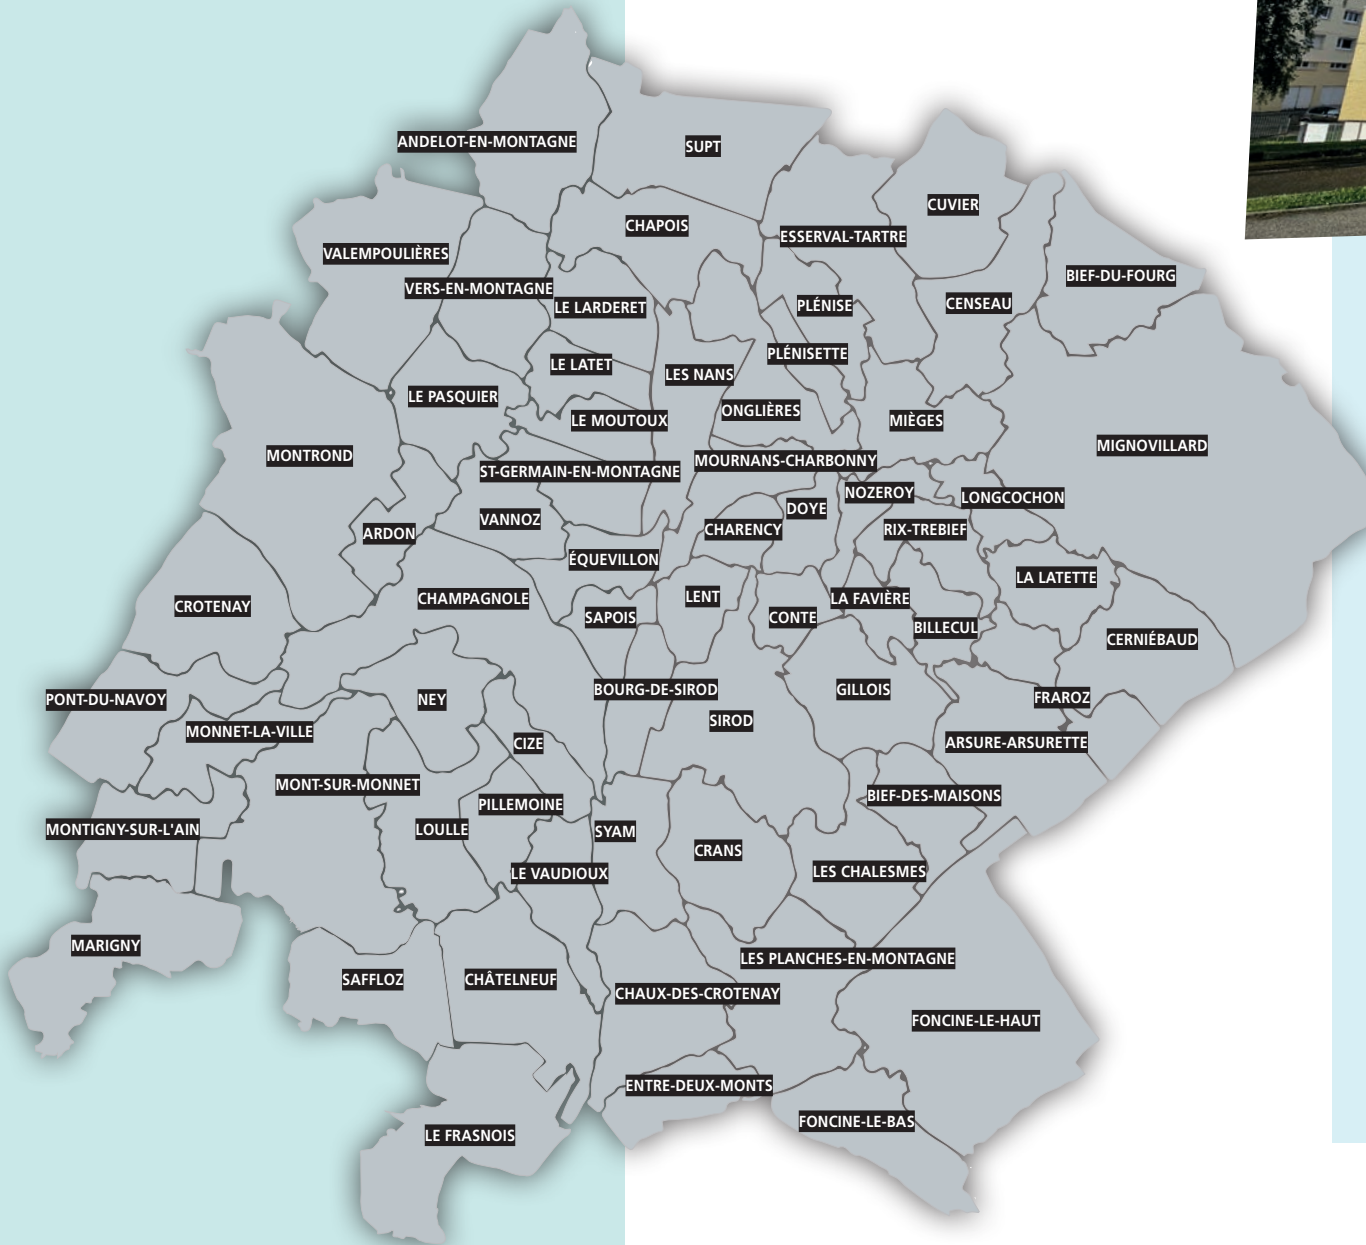 ANDELOT-EN-MONTAGNE
SUPT
CUVIER
CHAPOIS
ESSERVAL-TARTRE
VALEMPOULIÈRES
BIEF-DU-FOURG
VERS-EN-MONTAGNE
CENSEAU
PLÉNISE
LE LARDERET
PLÉNISETTE
LE LATET
LES NANS
LE PASQUIER
ONGLIÈRES
LE MOUTOUX
MIÈGES
MIGNOVILLARD
MONTROND
MOURNANS-CHARBONNY
ST-GERMAIN-EN-MONTAGNE
NOZEROY
LONGCOCHON
DOYE
VANNOZ
CHARENCY
RIX-TREBIEF
ARDON
ÉQUEVILLON
LA LATETTE
LENT
CHAMPAGNOLE
LA FAVIÈRE
CROTENAY
SAPOIS
CONTE
BILLECUL
CERNIÉBAUD
BOURG-DE-SIROD
GILLOIS
FRAROZ
PONT-DU-NAVOY
NEY
SIROD
MONNET-LA-VILLE
CIZE
ARSURE-ARSURETTE
MONT-SUR-MONNET
BIEF-DES-MAISONS
PILLEMOINE
MONTIGNY-SUR-L'AIN
LOULLE
SYAM
CRANS
LE VAUDIOUX
LES CHALESMES
MARIGNY
LES PLANCHES-EN-MONTAGNE
SAFFLOZ
CHÂTELNEUF
CHAUX-DES-CROTENAY
FONCINE-LE-HAUT
ENTRE-DEUX-MONTS
FONCINE-LE-BAS
LE FRASNOIS